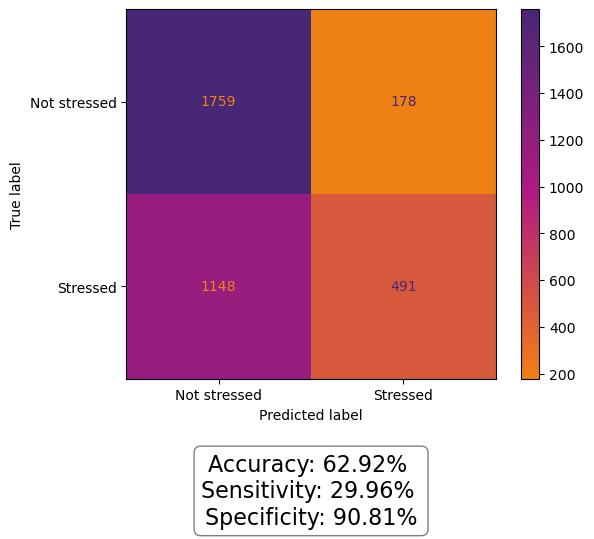 True label
Not stressed
1759
178
Stressed
1148
491
Not stressed
Stressed
Predicted label
1600
1400
1200
1000
800
600
400
200
Accuracy: 62.92%
Sensitivity: 29.96%
Specificity: 90.81%